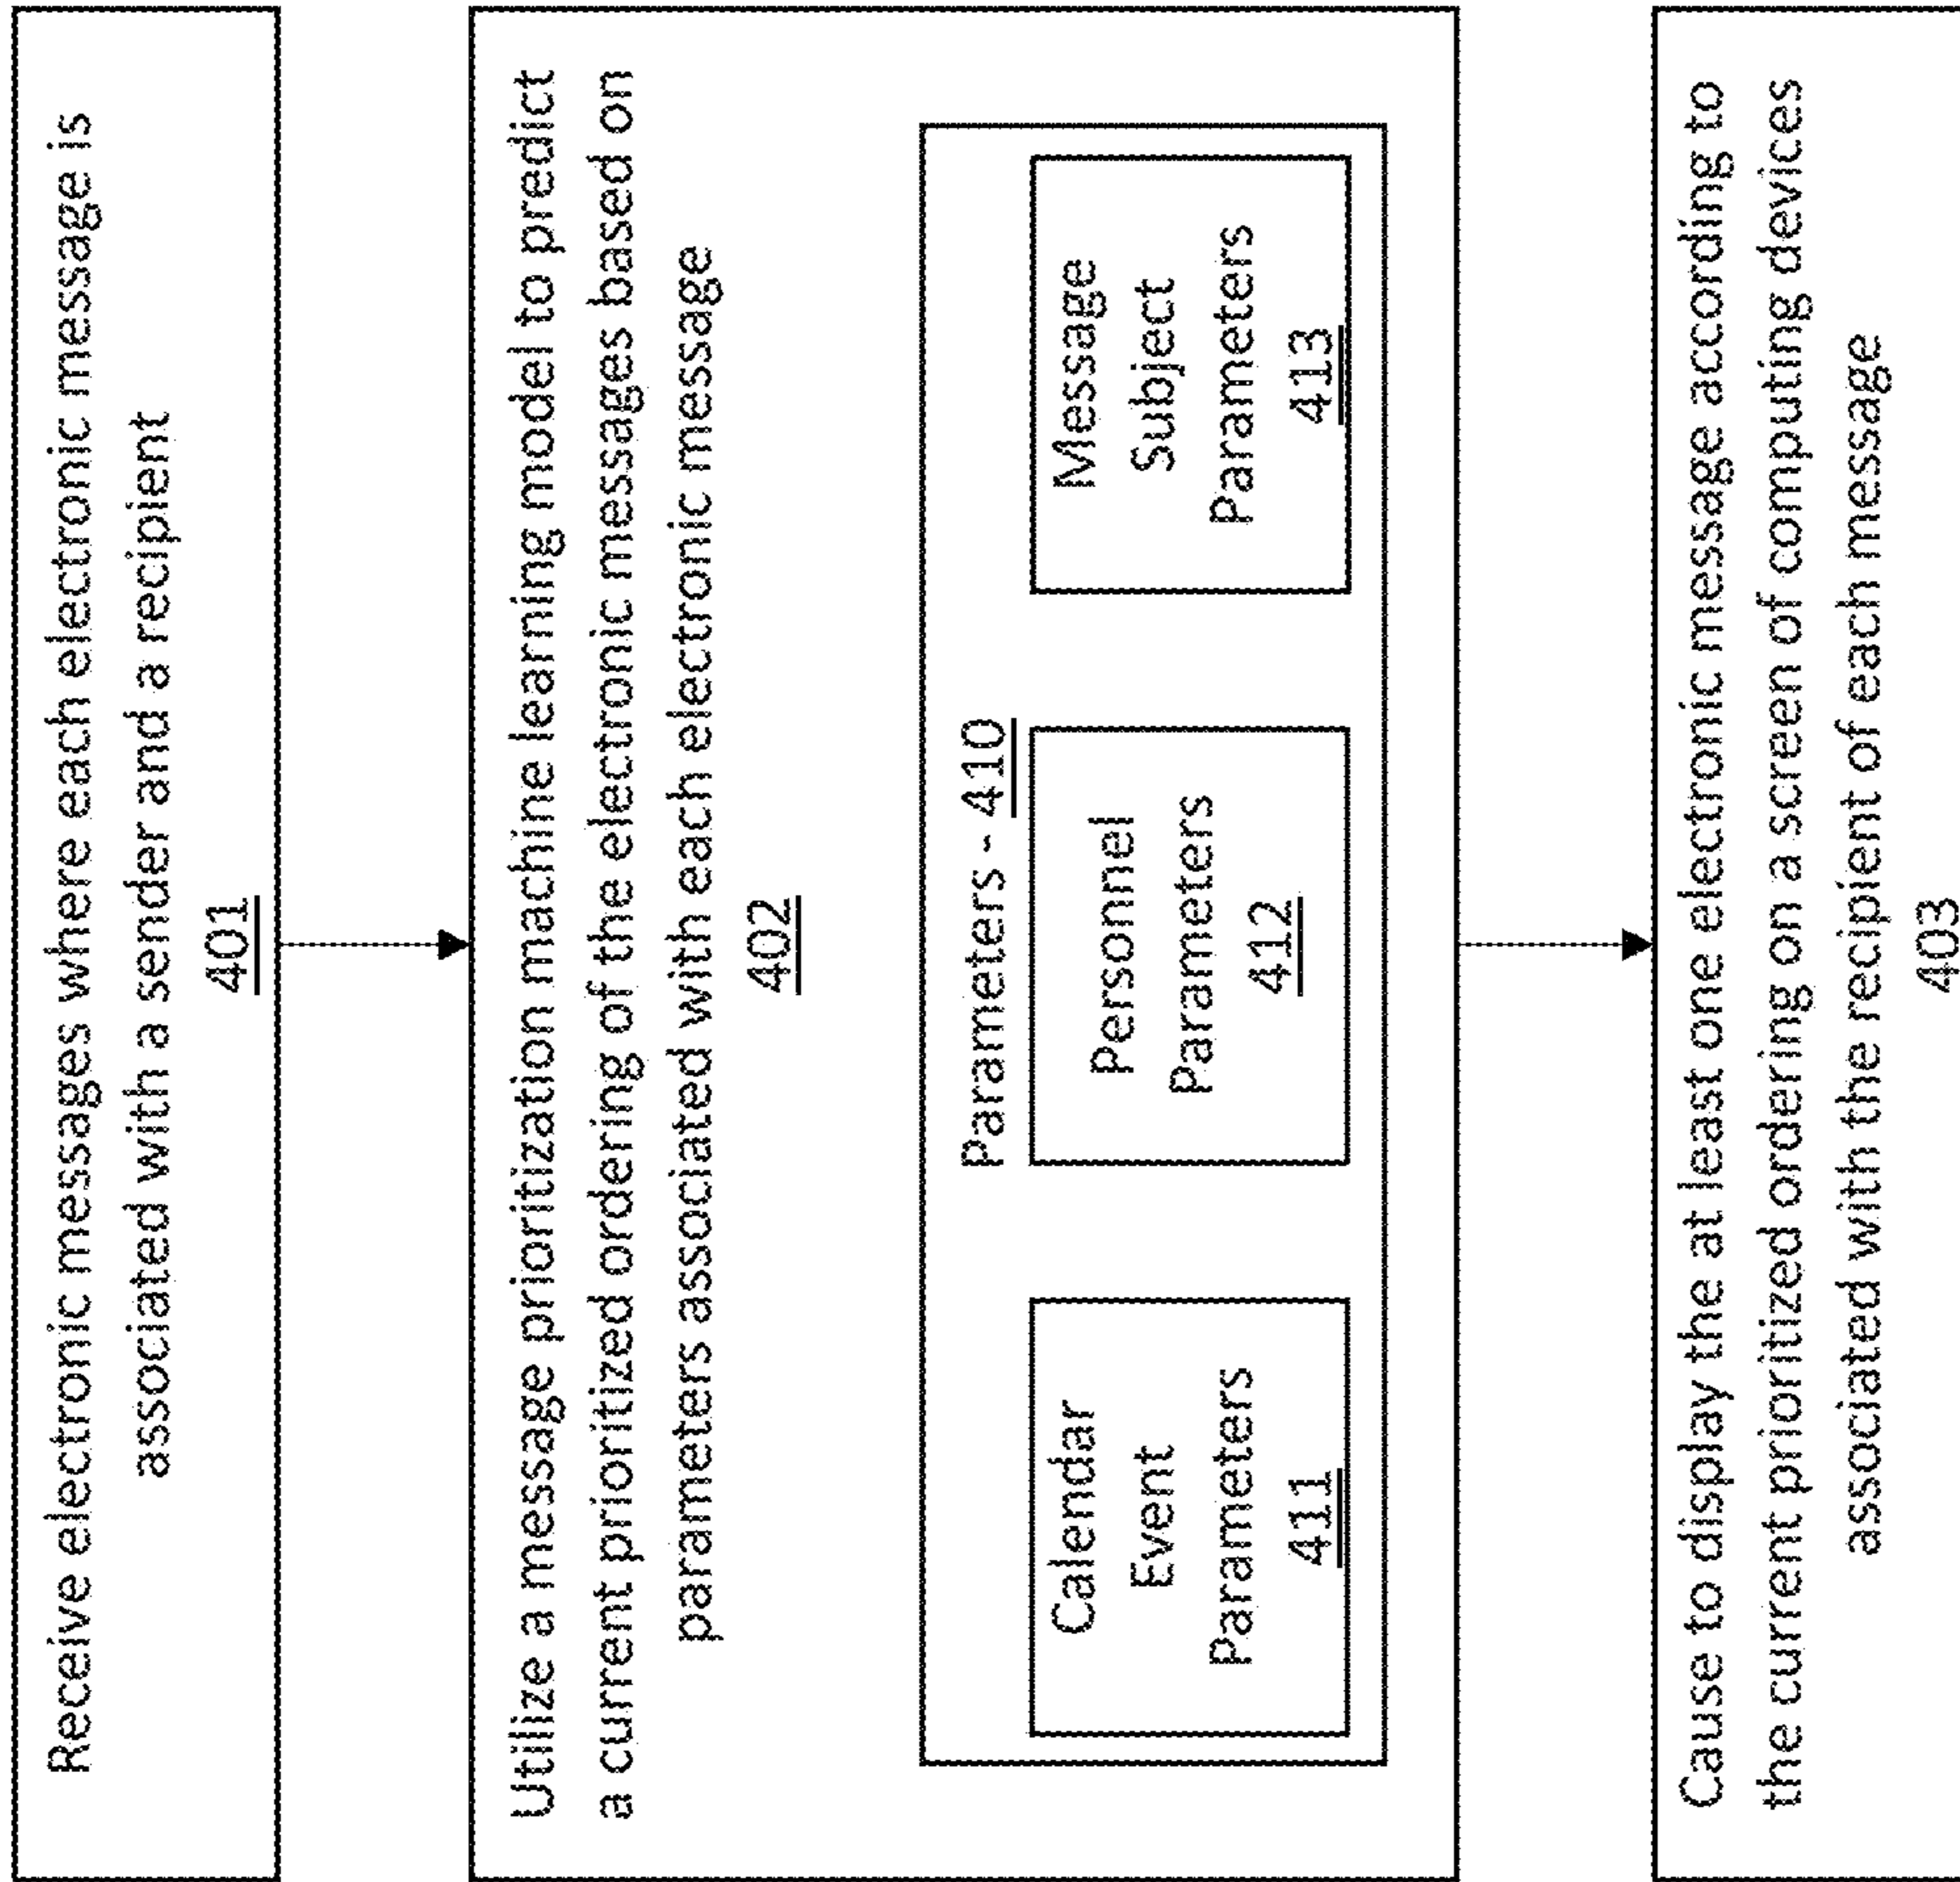 Receive electronic messages where each electronic message is
associated with a sender and a recipient
401
Utilize a message prioritization machine learning model to predict
a current prioritized ordering of the electronic messages based on
parameters associated with each electronic message
402
Parameters - 410
Calendar
Event
Parameters
411
Personnel
Parameters
412
Message
Subject
Parameters
413
Cause to display the at least one electronic message according to
the current prioritized ordering on a screen of computing devices
associated with the recipient of each message
403